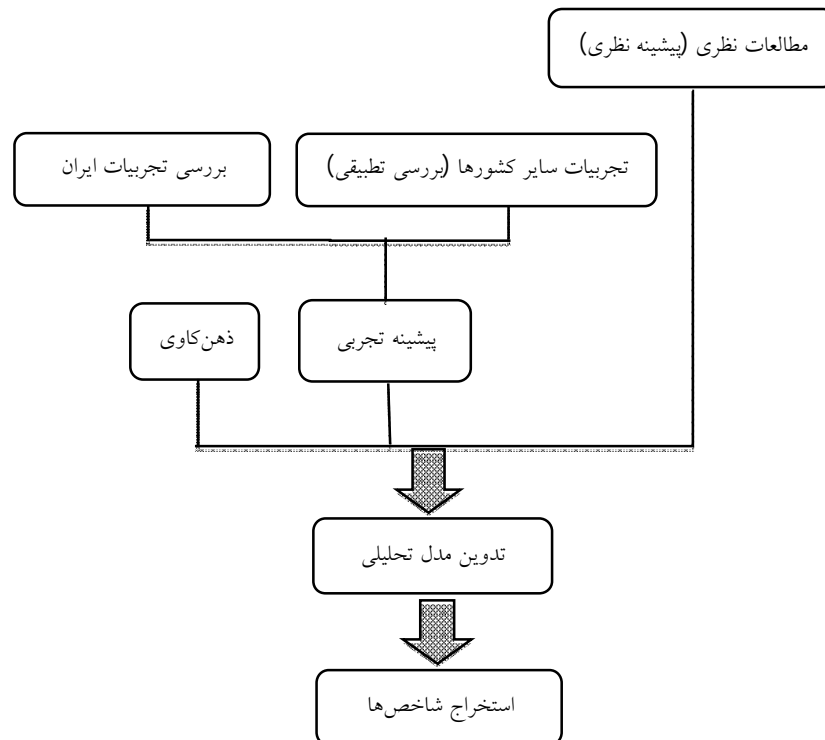 مطالعات نظری (پیشینه نظری)
تجربیات سایر کشورها (بررسی تطبیقی)
بررسی تجربیات ایران
پیشینه تجربی
ذهن‌کاوی
تدوین مدل تحلیلی
استخراج شاخص‌ها